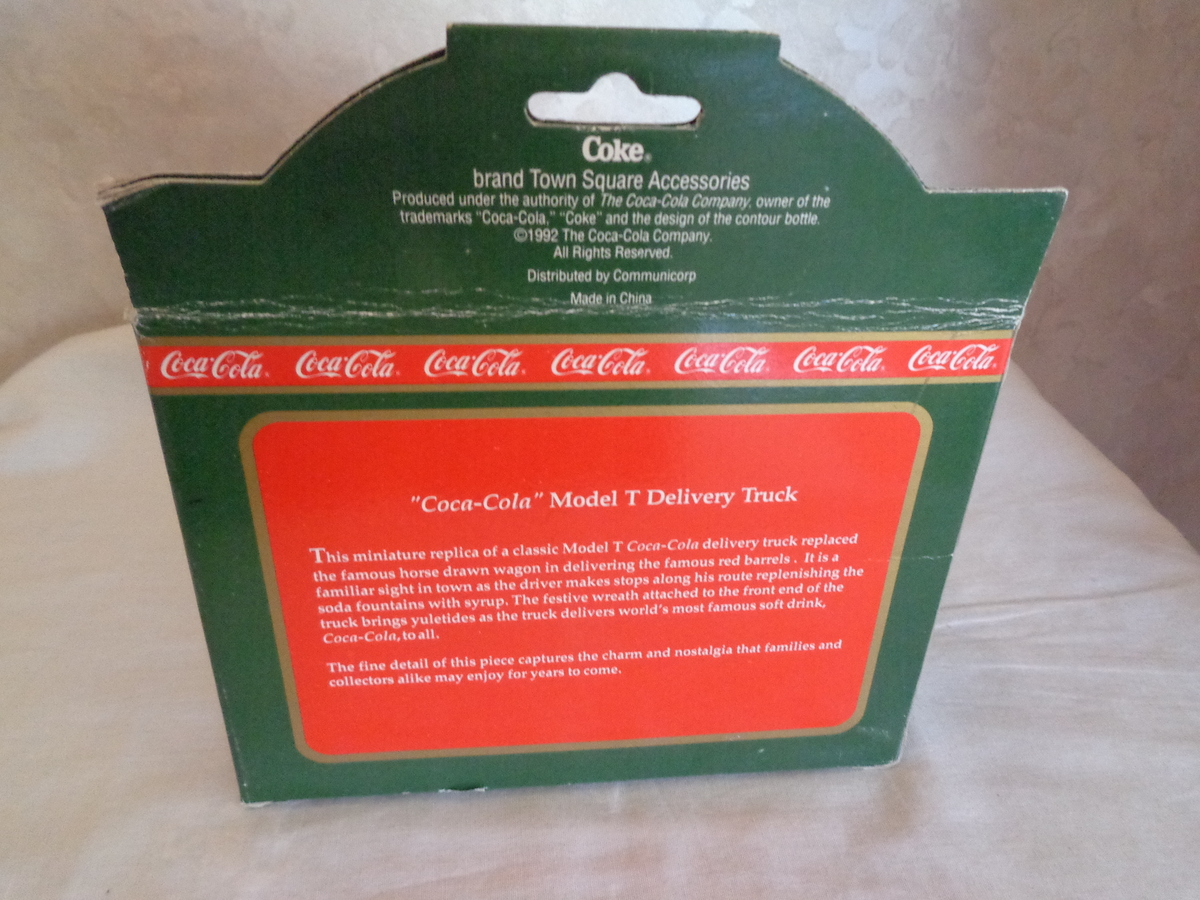 Coke®
brand Town Square Accessories
Produced under the authority of The Coca-Cola Company, owner of the
trademarks "Coca-Cola," "Coke" and the design of the contour bottle.
©1992 The Coca-Cola Company.
All Rights Reserved.
Distributed by Communicorp
Made in China
Coca-Cola® Coca-Cola® Coca-Cola® Coca-Cola® Coca-Cola® Coca-Cola® Coca-Cola®
"Coca-Cola" Model T Delivery Truck
This miniature replica of a classic Model T Coca-Cola delivery truck replaced
the famous horse drawn wagon in delivering the famous red barrels . It is a
familiar sight in town as the driver makes stops along his route replenishing the
soda fountains with syrup. The festive wreath attached to the front end of the
truck brings yuletides as the truck delivers world's most famous soft drink,
Coca-Cola, to all.
The fine detail of this piece captures the charm and nostalgia that families and
collectors alike may enjoy for years to come.